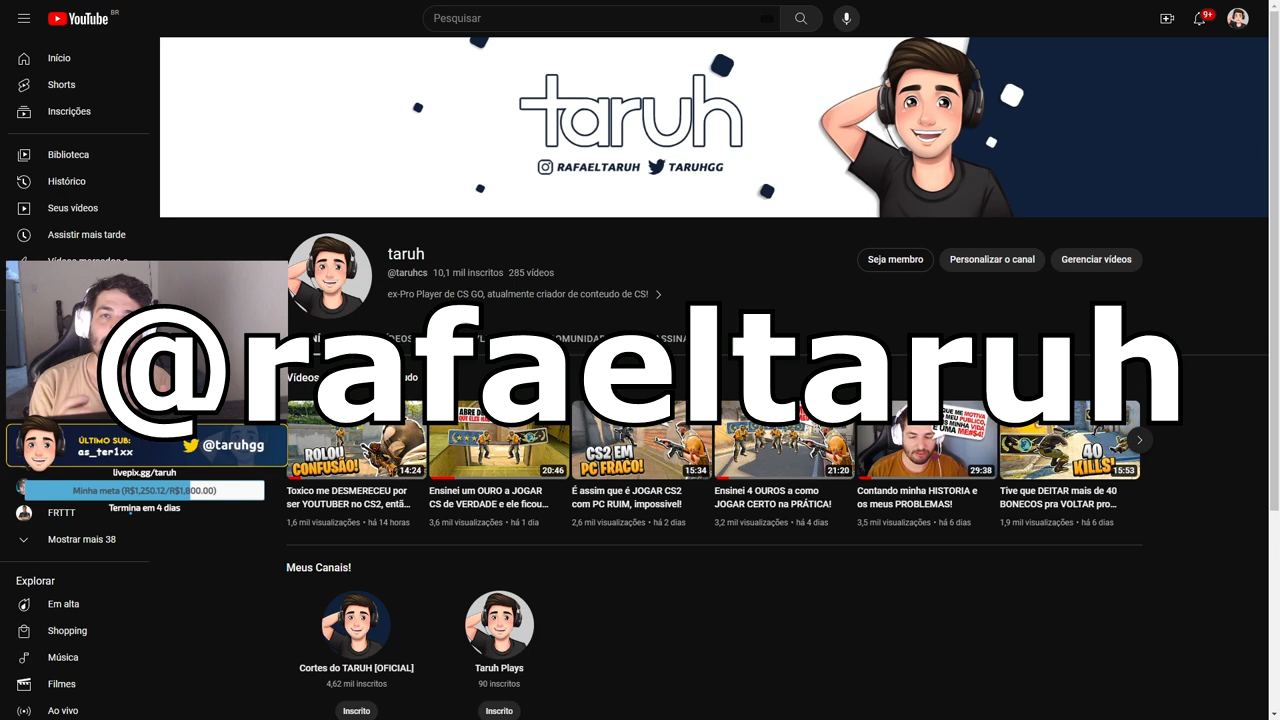 YouTube BR
Pesquisar
9+
Início
Shorts
Inscrições
Biblioteca
Histórico
Seus vídeos
Assistir mais tarde
taruh
RAFAELTARUH TARUHGG
taruh
@taruhcs 10,1 mil inscritos 285 vídeos
ex-Pro Player de CS GO, atualmente criador de conteudo de CS!
Seja membro
Personalizar o canal
Gerenciar vídeos
@rafaeltaruh
Vídeos
ÚLTIMO SUB:
as_ter1xx
@taruhgg
livepix.gg/taruh
Minha meta (R$1,250.12/R$1,800.00)
Termina em 4 dias
FRTTT
Mostrar mais 38
Explorar
Em alta
Shopping
Música
Filmes
Ao vivo
ROLOU
CONFUSÃO!
14:24
Toxico me DESMERECEU por
ser YOUTUBER no CS2, entã...
1,6 mil visualizações • há 14 horas
20:46
Ensinei um OURO a JOGAR
CS de VERDADE e ele ficou...
3,6 mil visualizações • há 1 dia
CS2 EM
PC FRACO!
15:34
É assim que é JOGAR CS2
com PC RUIM, impossivel!
2,6 mil visualizações • há 2 dias
21:20
Ensinei 4 OUROS a como
JOGAR CERTO na PRÁTICA!
3,2 mil visualizações • há 4 dias
29:38
Contando minha HISTORIA e
os meus PROBLEMAS!
3,5 mil visualizações • há 6 dias
40
KILLS'
15:53
Tive que DEITAR mais de 40
BONECOS pra VOLTAR pro...
1,9 mil visualizações • há 6 dias
Meus Canais!
Cortes do TARUH [OFICIAL]
4,62 mil inscritos
Inscrito
Taruh Plays
90 inscritos
Inscrito